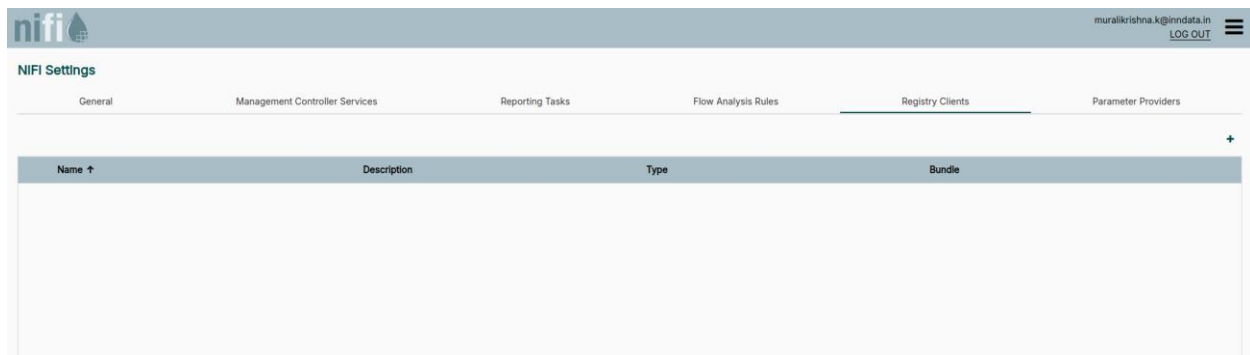 nifi
muralikrishna.k@inndata.in
LOG OUT
NIFI Settings
General Management Controller Services Reporting Tasks Flow Analysis Rules Registry Clients Parameter Providers
+
Name ↑ Description Type Bundle